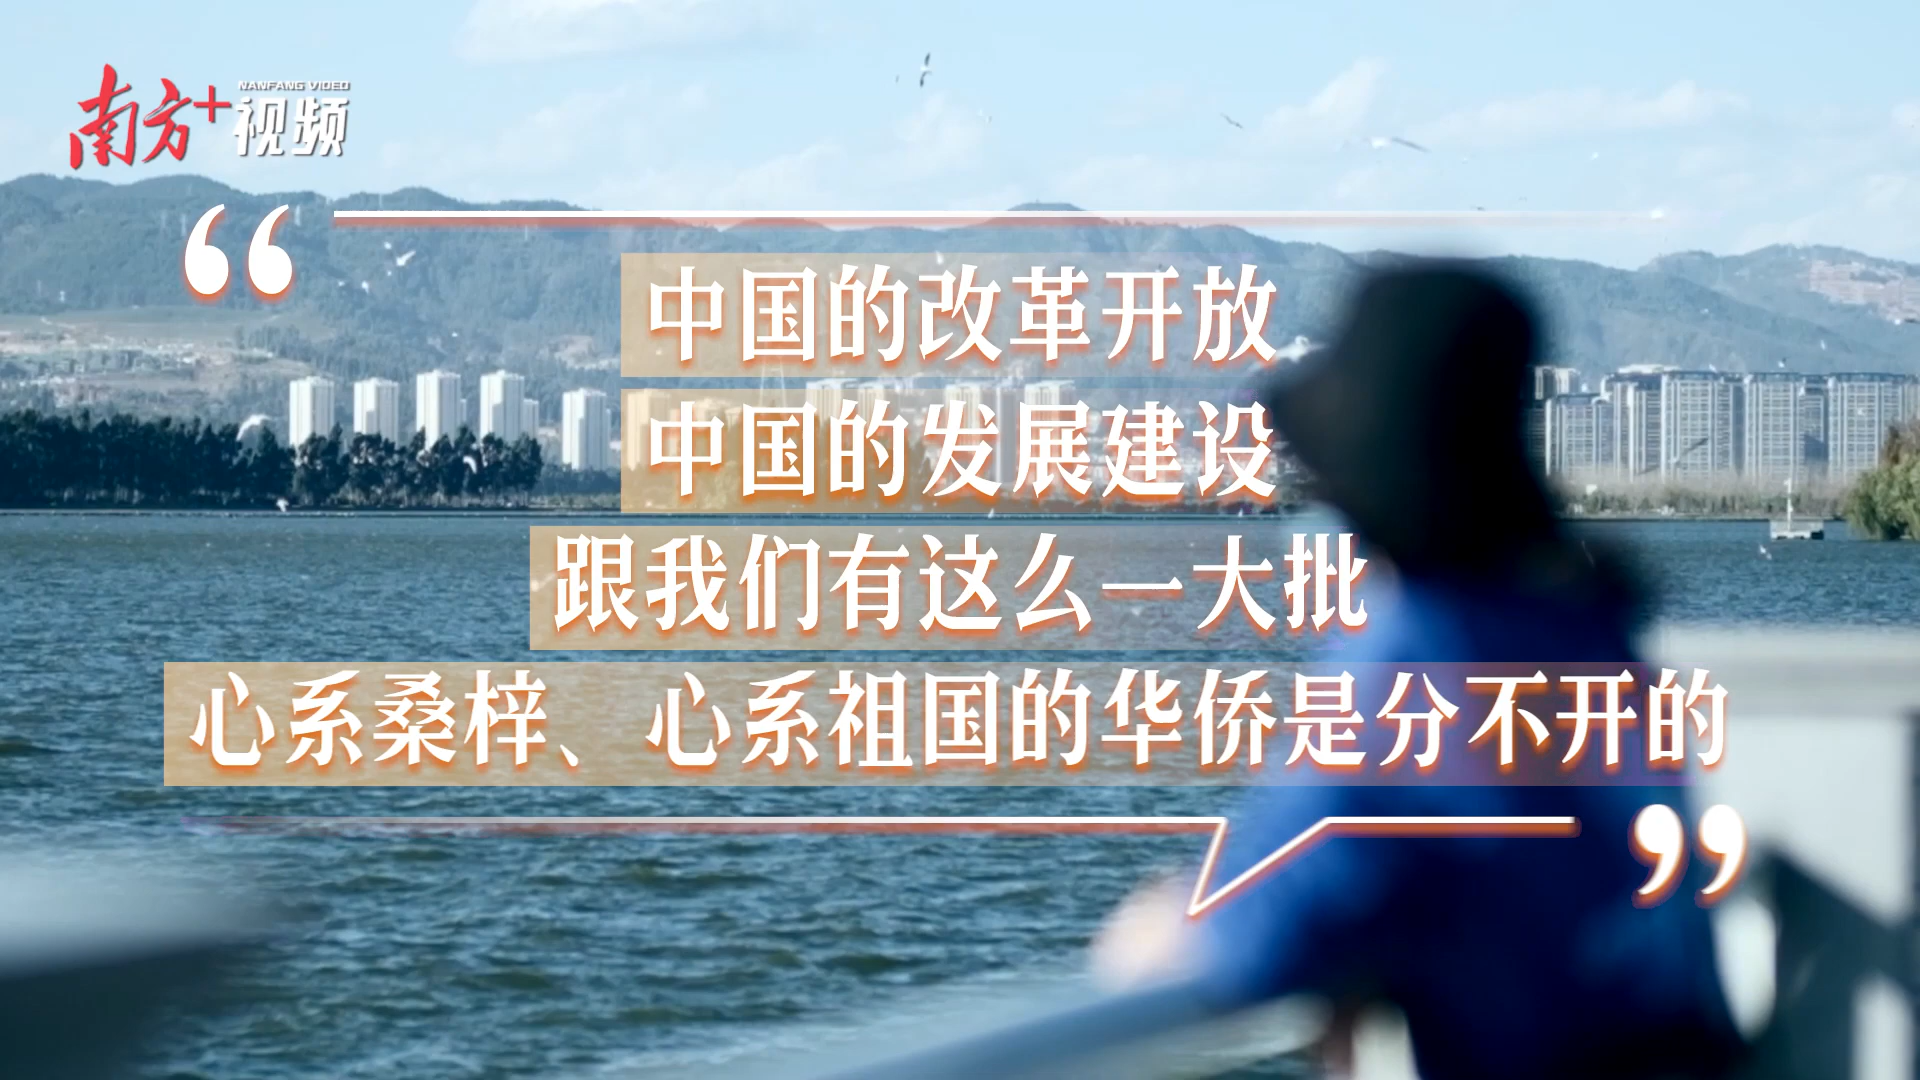 南方+
NANFANG VIDEO
视频
“
中国的改革开放
中国的发展建设
跟我们有这么一大批
心系桑梓、心系祖国的华侨是分不开的
”